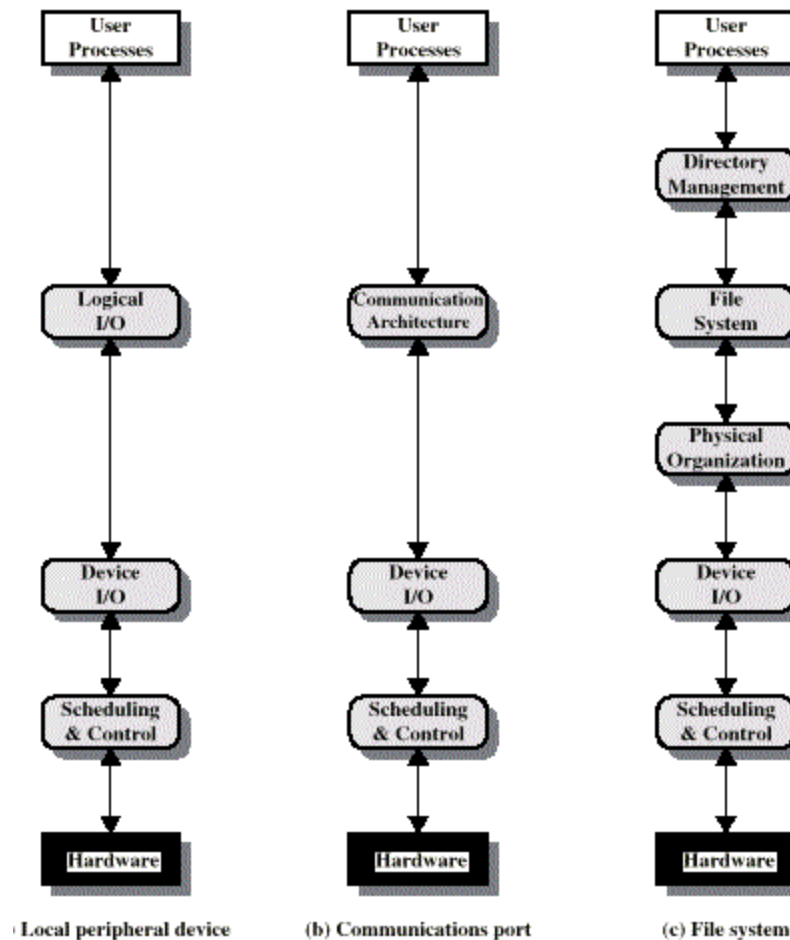 User
Processes
Logical
I/O
Device
I/O
Scheduling
& Control
Hardware
) Local peripheral device
User
Processes
Communication
Architecture
Device
I/O
Scheduling
& Control
Hardware
(b) Communications port
User
Processes
Directory
Management
File
System
Physical
Organization
Device
I/O
Scheduling
& Control
Hardware
(c) File system